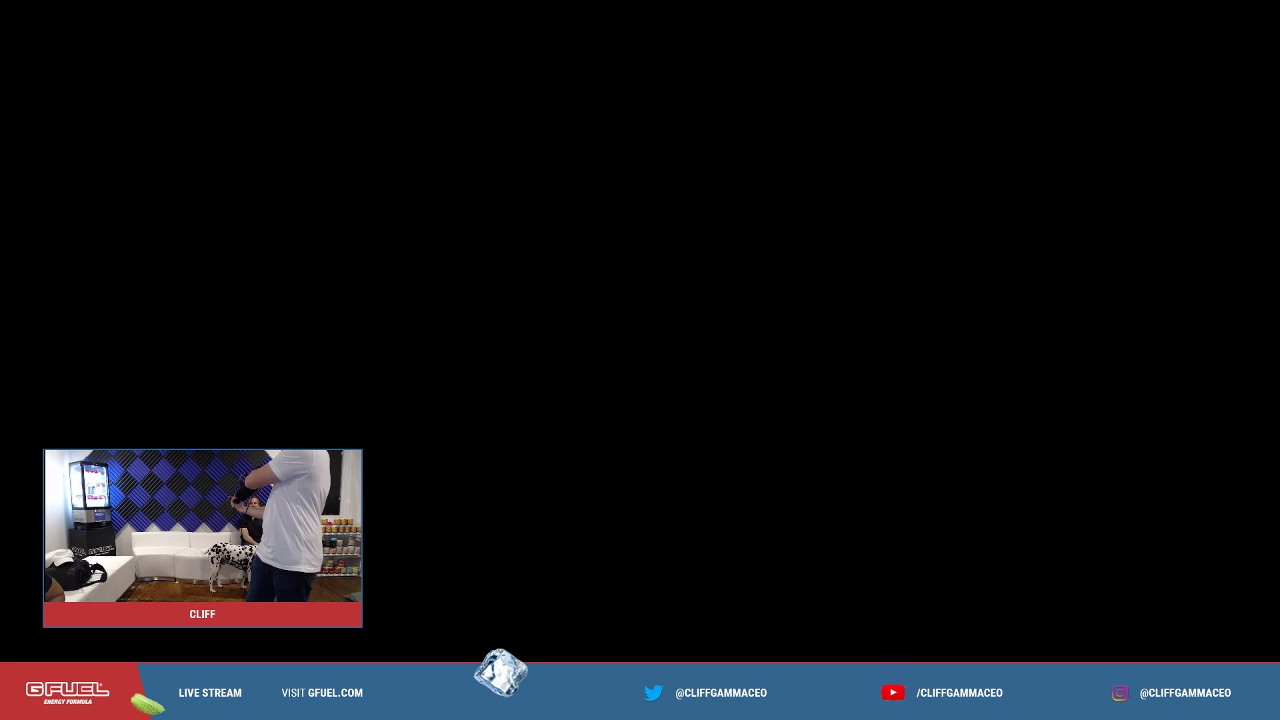 CLIFF
GFUEL
ENERGY FORMULA
LIVE STREAM
VISIT GFUEL.COM
@CLIFFGAMMACEO
/CLIFFGAMMACEO
@CLIFFGAMMACEO